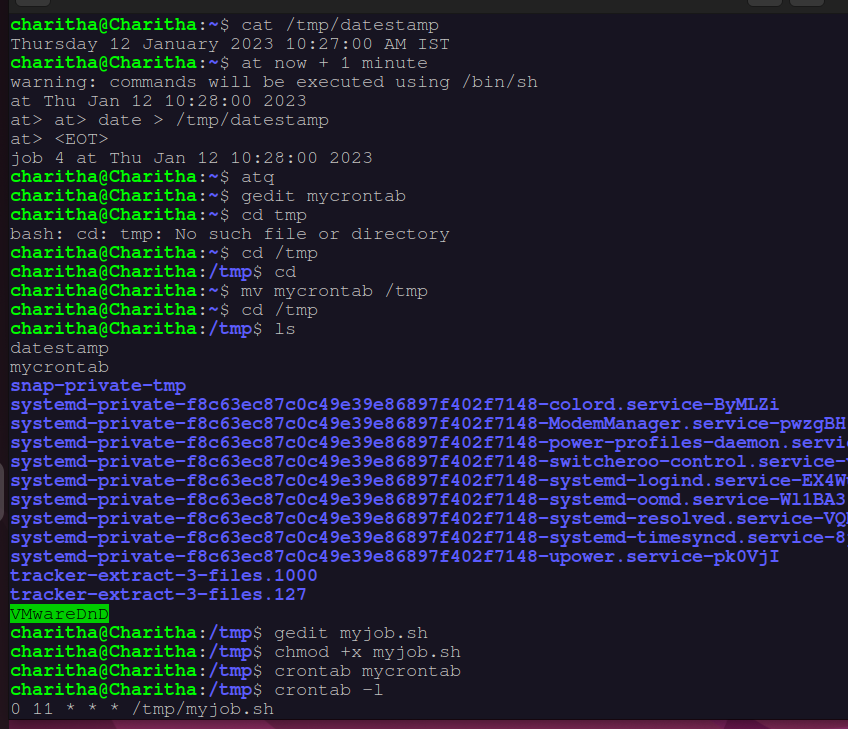 charitha@Charitha:~$ cat /tmp/datestamp
Thursday 12 January 2023 10:27:00 AM IST
charitha@Charitha:~$ at now + 1 minute
warning: commands will be executed using /bin/sh
at Thu Jan 12 10:28:00 2023
at> at> date > /tmp/datestamp
at> <EOT>
job 4 at Thu Jan 12 10:28:00 2023
charitha@Charitha:~$ atq
charitha@Charitha:~$ gedit mycrontab
charitha@Charitha:~$ cd tmp
bash: cd: tmp: No such file or directory
charitha@Charitha:~$ cd /tmp
charitha@Charitha:/tmp$ cd
charitha@Charitha:~$ mv mycrontab /tmp
charitha@Charitha:~$ cd /tmp
charitha@Charitha:/tmp$ ls
datestamp
mycrontab
snap-private-tmp
systemd-private-f8c63ec87c0c49e39e86897f402f7148-colord.service-ByMLZi
systemd-private-f8c63ec87c0c49e39e86897f402f7148-ModemManager.service-pwzgBH
systemd-private-f8c63ec87c0c49e39e86897f402f7148-power-profiles-daemon.servi
systemd-private-f8c63ec87c0c49e39e86897f402f7148-switcheroo-control.service-
systemd-private-f8c63ec87c0c49e39e86897f402f7148-systemd-logind.service-EX4W
systemd-private-f8c63ec87c0c49e39e86897f402f7148-systemd-oomd.service-Wl1BA3
systemd-private-f8c63ec87c0c49e39e86897f402f7148-systemd-resolved.service-VQ
systemd-private-f8c63ec87c0c49e39e86897f402f7148-systemd-timesyncd.service-8
systemd-private-f8c63ec87c0c49e39e86897f402f7148-upower.service-pk0VjI
tracker-extract-3-files.1000
tracker-extract-3-files.127
VMwareDnD
charitha@Charitha:/tmp$ gedit myjob.sh
charitha@Charitha:/tmp$ chmod +x myjob.sh
charitha@Charitha:/tmp$ crontab mycrontab
charitha@Charitha:/tmp$ crontab -l
0 11 * * * /tmp/myjob.sh